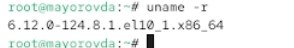 root@mayorovda:~# uname -r
6.12.0-124.8.1.el10_1.x86_64
root@mayorovda:~#